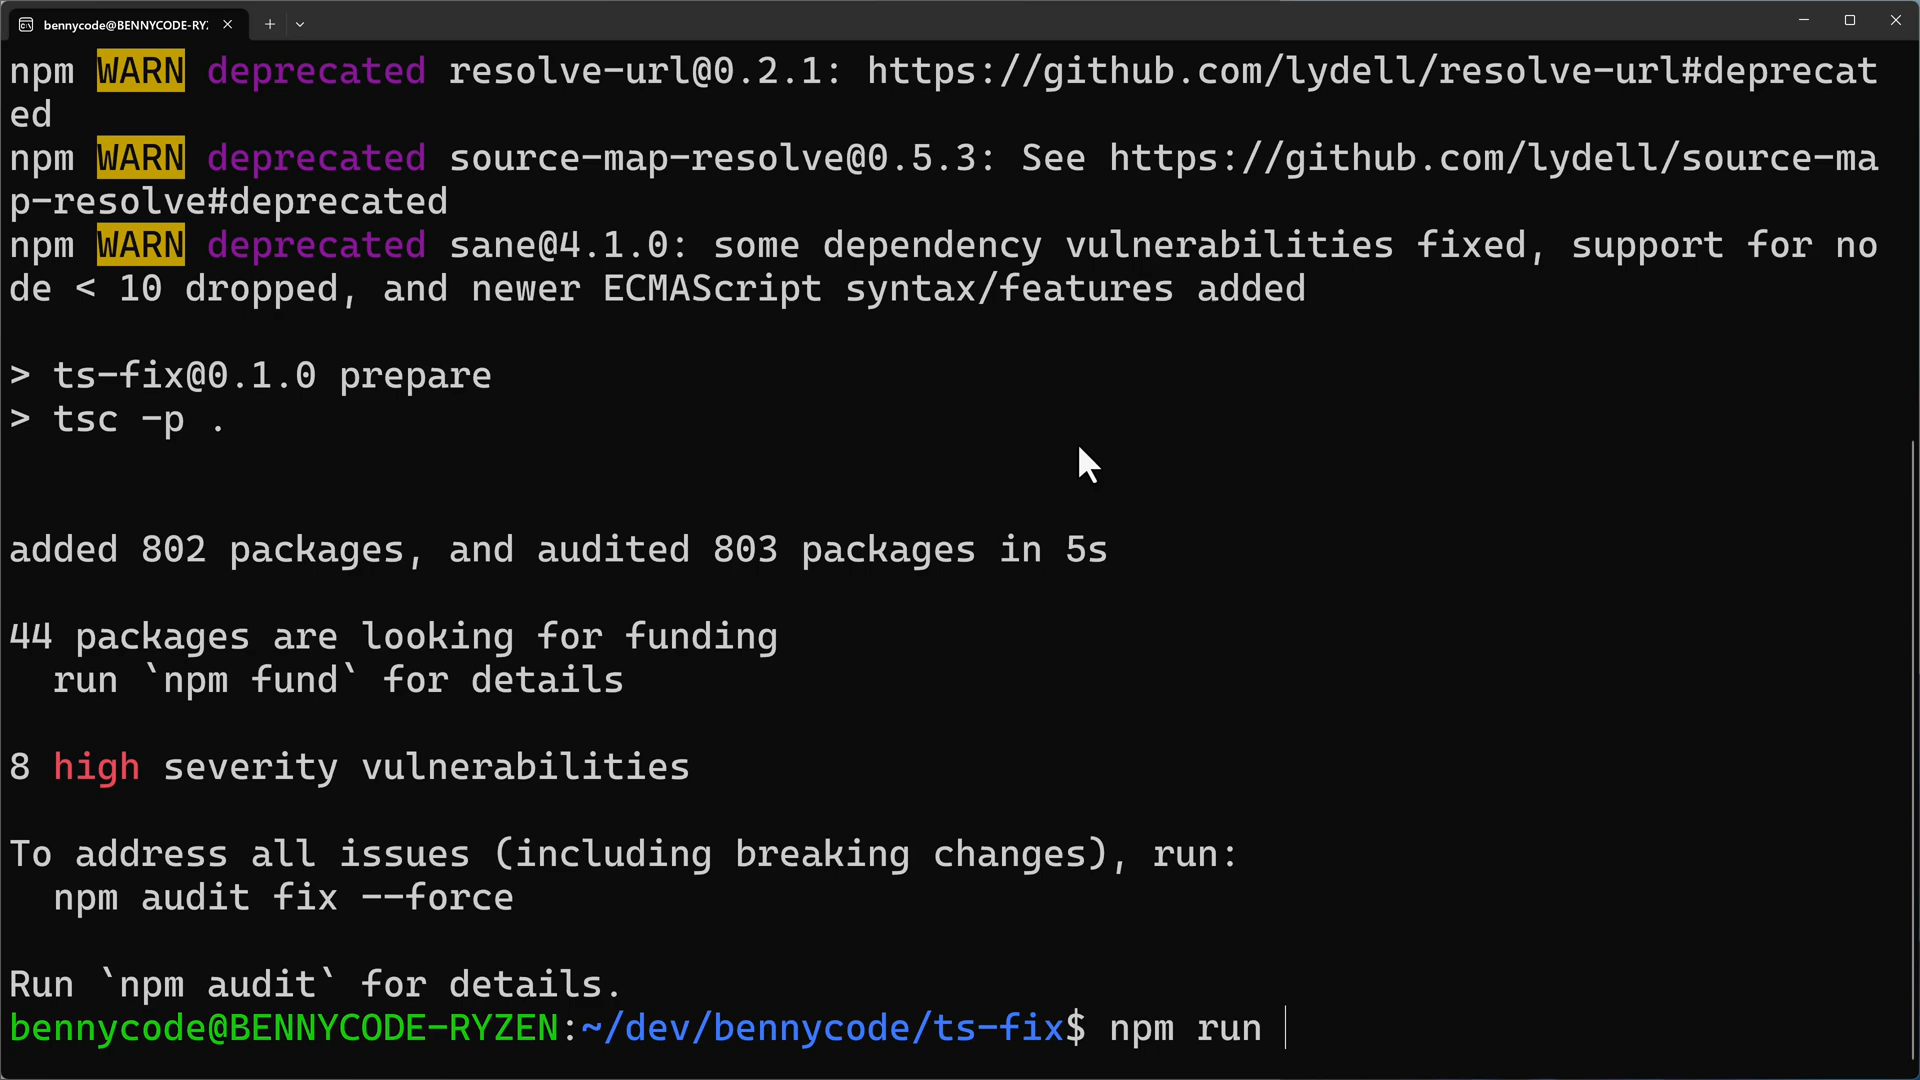 bennycode@BENNYCODE-RY
npm WARN deprecated resolve-url@0.2.1: https://github.com/lydell/resolve-url#deprecat
ed
npm WARN deprecated source-map-resolve@0.5.3: See https://github.com/lydell/source-ma
p-resolve#deprecated
npm WARN deprecated sane@4.1.0: some dependency vulnerabilities fixed, support for no
de < 10 dropped, and newer ECMAScript syntax/features added
> ts-fix@0.1.0 prepare
> tsc -p .
added 802 packages, and audited 803 packages in 5s
44 packages are looking for funding
  run `npm fund` for details
8 high severity vulnerabilities
To address all issues (including breaking changes), run:
  npm audit fix --force
Run `npm audit` for details.
bennycode@BENNYCODE-RYZEN:~/dev/bennycode/ts-fix$ npm run